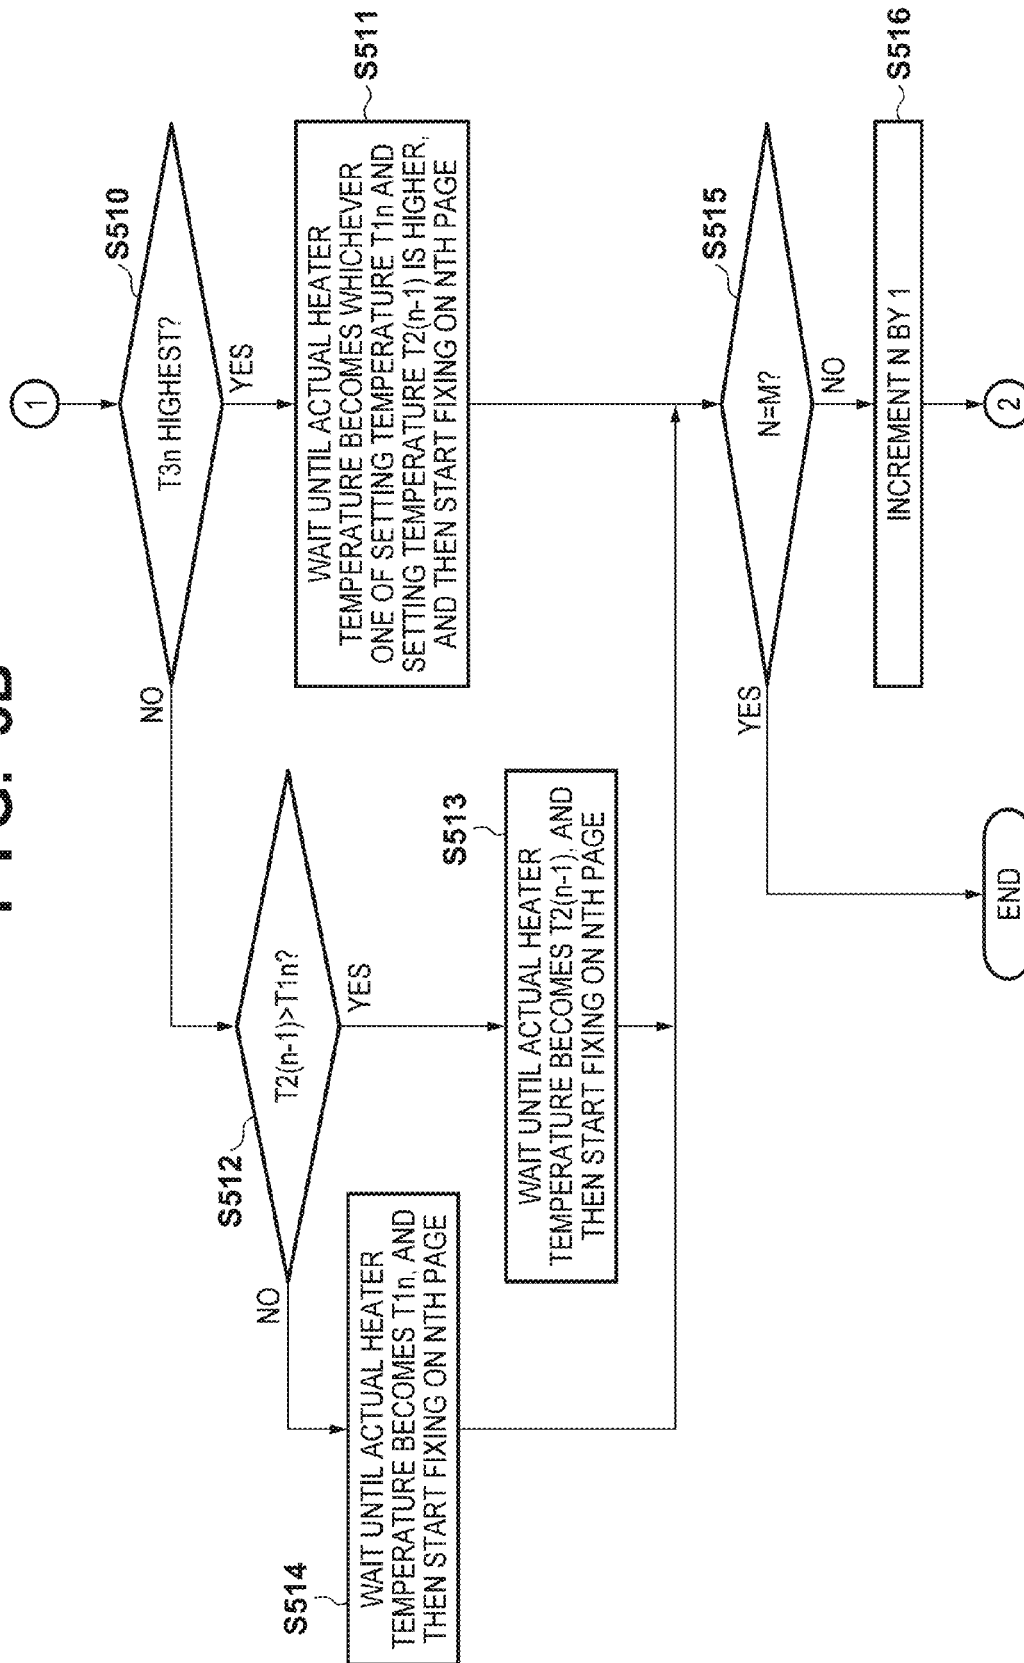 1
S510
T3n HIGHEST?
YES
NO
S511
WAIT UNTIL ACTUAL HEATER
TEMPERATURE BECOMES WHICHEVER
ONE OF SETTING TEMPERATURE T1n AND
SETTING TEMPERATURE T2(n-1) IS HIGHER,
AND THEN START FIXING ON NTH PAGE
S512
T2(n-1)>T1n?
YES
NO
S513
WAIT UNTIL ACTUAL HEATER
TEMPERATURE BECOMES T2(n-1), AND
THEN START FIXING ON NTH PAGE
S514
WAIT UNTIL ACTUAL HEATER
TEMPERATURE BECOMES T1n, AND
THEN START FIXING ON NTH PAGE
S515
N=M?
YES
NO
S516
INCREMENT N BY 1
END
2